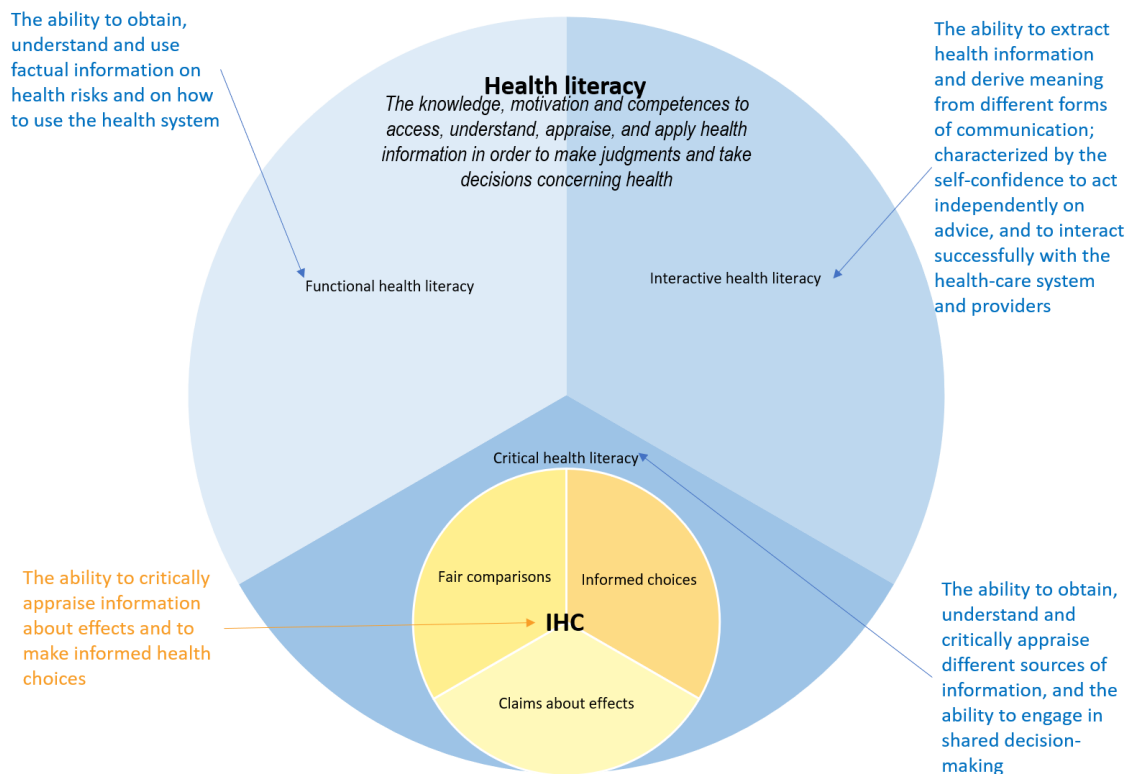 The ability to obtain,
understand and use
factual information on
health risks and on how
to use the health system
Health literacy
The knowledge, motivation and competences to
access, understand, appraise, and apply health
information in order to make judgments and take
decisions concerning health
The ability to extract
health information
and derive meaning
from different forms
of communication;
characterized by the
self-confidence to act
independently on
advice, and to interact
successfully with the
health-care system
and providers
Functional health literacy
Interactive health literacy
Critical health literacy
Fair comparisons
Informed choices
IHC
Claims about effects
The ability to critically
appraise information
about effects and to
make informed health
choices
The ability to obtain,
understand and
critically appraise
different sources of
information, and the
ability to engage in
shared decision-
making